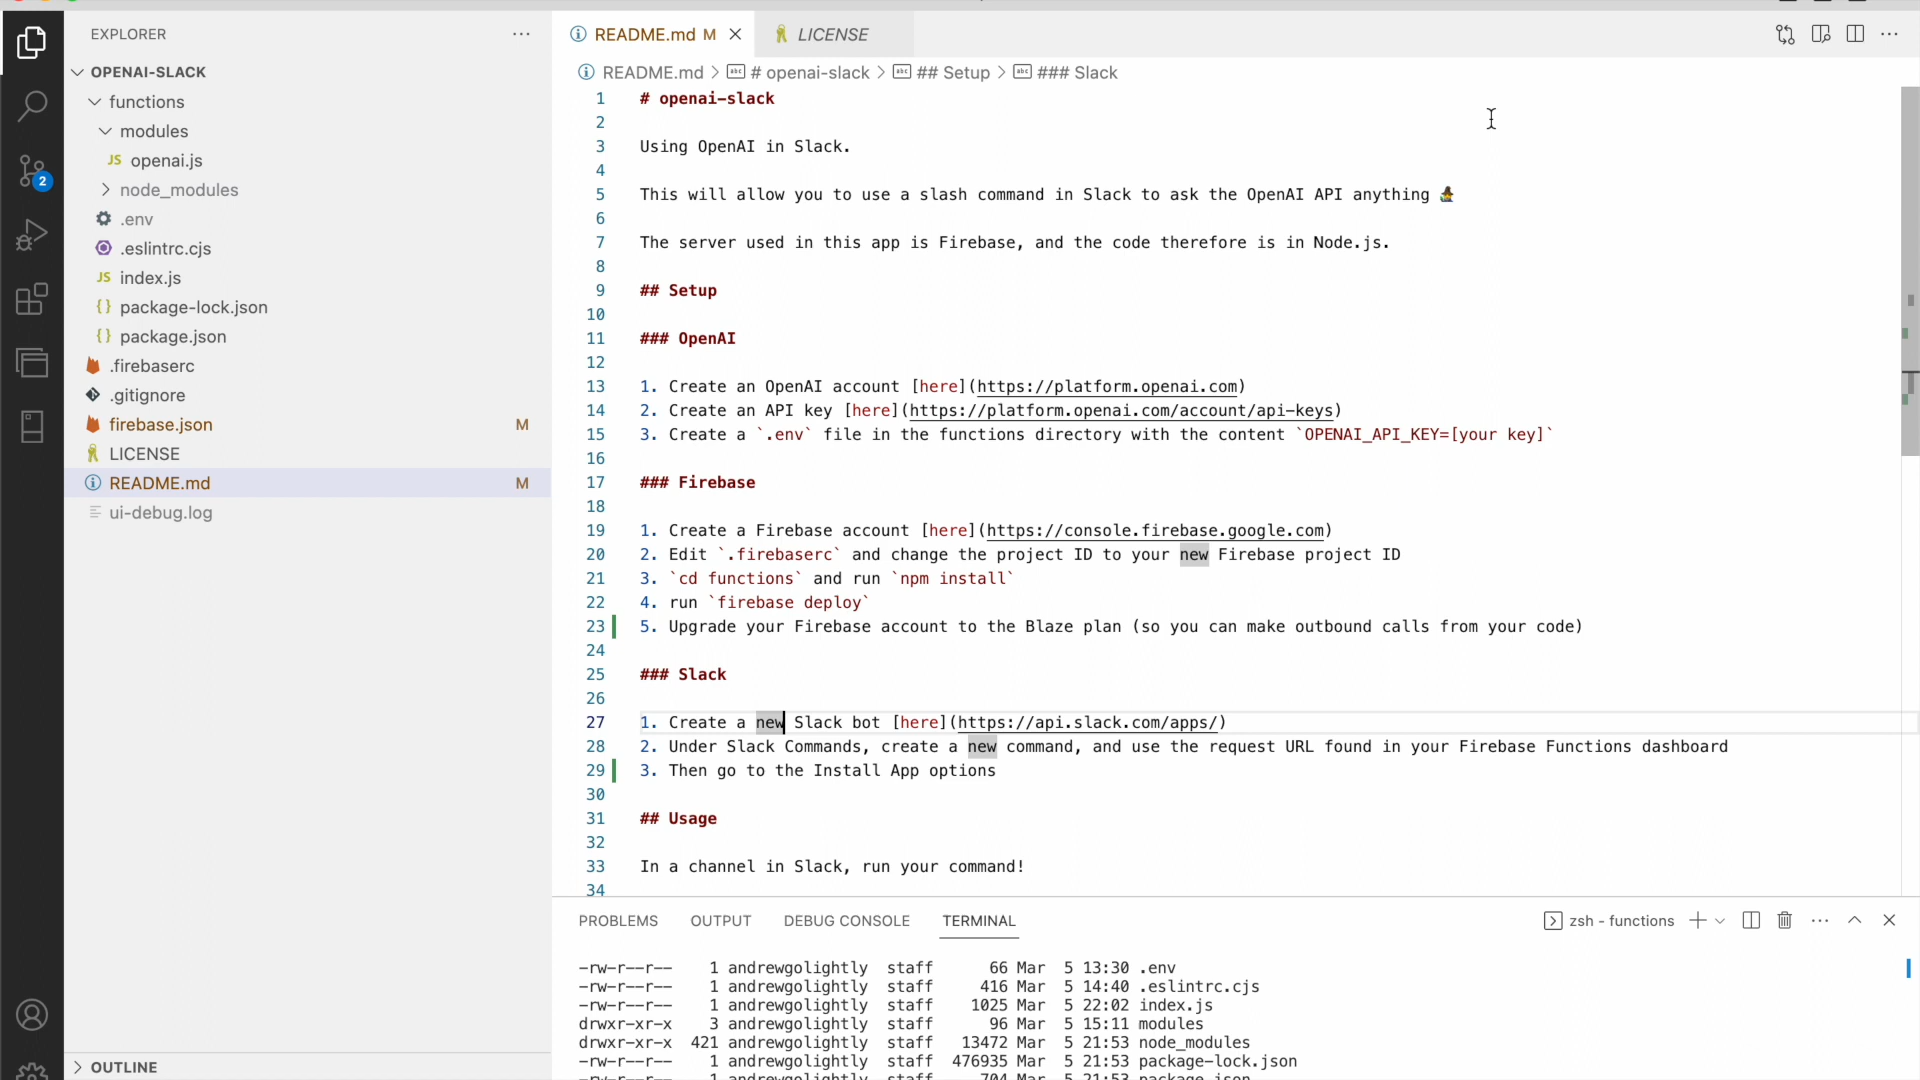 EXPLORER
OPENAI-SLACK
functions
modules
JS openai.js
node_modules
.env
.eslintrc.cjs
JS index.js
{} package-lock.json
{} package.json
.firebaserc
.gitignore
firebase.json M
LICENSE
README.md M
ui-debug.log
OUTLINE
2
README.md M
LICENSE
README.md > # openai-slack > ## Setup > ### Slack
1 # openai-slack
2
3 Using OpenAI in Slack.
4
5 This will allow you to use a slash command in Slack to ask the OpenAI API anything
6
7 The server used in this app is Firebase, and the code therefore is in Node.js.
8
9 ## Setup
10
11 ### OpenAI
12
13 1. Create an OpenAI account [here](https://platform.openai.com)
14 2. Create an API key [here](https://platform.openai.com/account/api-keys)
15 3. Create a `.env` file in the functions directory with the content `OPENAI_API_KEY=[your key]`
16
17 ### Firebase
18
19 1. Create a Firebase account [here](https://console.firebase.google.com)
20 2. Edit `.firebaserc` and change the project ID to your new Firebase project ID
21 3. `cd functions` and run `npm install`
22 4. run `firebase deploy`
23 5. Upgrade your Firebase account to the Blaze plan (so you can make outbound calls from your code)
24
25 ### Slack
26
27 1. Create a new Slack bot [here](https://api.slack.com/apps/)
28 2. Under Slack Commands, create a new command, and use the request URL found in your Firebase Functions dashboard
29 3. Then go to the Install App options
30
31 ## Usage
32
33 In a channel in Slack, run your command!
34
PROBLEMS OUTPUT DEBUG CONSOLE TERMINAL zsh - functions
-rw-r--r-- 1 andrewgolightly staff 66 Mar 5 13:30 .env
-rw-r--r-- 1 andrewgolightly staff 416 Mar 5 14:40 .eslintrc.cjs
-rw-r--r-- 1 andrewgolightly staff 1025 Mar 5 22:02 index.js
drwxr-xr-x 3 andrewgolightly staff 96 Mar 5 15:11 modules
drwxr-xr-x 421 andrewgolightly staff 13472 Mar 5 21:53 node_modules
-rw-r--r-- 1 andrewgolightly staff 476935 Mar 5 21:53 package-lock.json
-rw-r--r-- 1 andrewgolightly staff 704 Mar 5 21:53 package.json